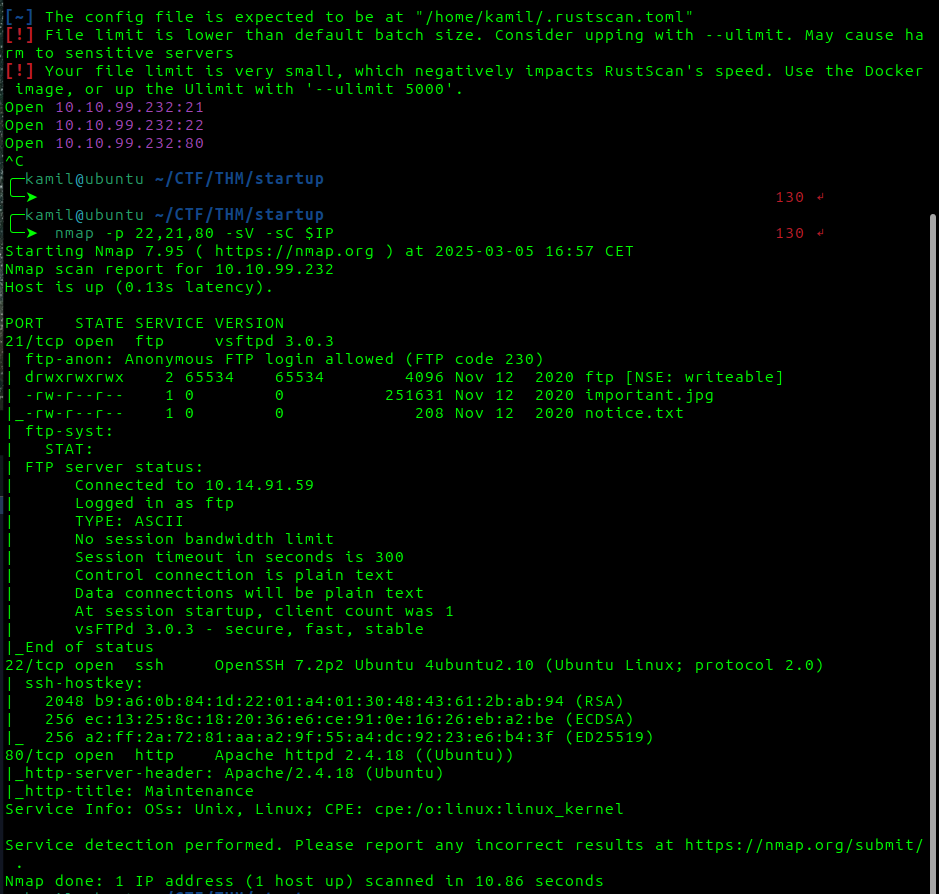 [~] The config file is expected to be at "/home/kamil/.rustscan.toml"
[!] File limit is lower than default batch size. Consider upping with --ulimit. May cause ha
rm to sensitive servers
[!] Your file limit is very small, which negatively impacts RustScan's speed. Use the Docker
 image, or up the Ulimit with '--ulimit 5000'.
Open 10.10.99.232:21
Open 10.10.99.232:22
Open 10.10.99.232:80
^C
╭─kamil@ubuntu ~/CTF/THM/startup
╰─➤                                                                          130 ↵
╭─kamil@ubuntu ~/CTF/THM/startup
╰─➤  nmap -p 22,21,80 -sV -sC $IP                                            130 ↵
Starting Nmap 7.95 ( https://nmap.org ) at 2025-03-05 16:57 CET
Nmap scan report for 10.10.99.232
Host is up (0.13s latency).

PORT   STATE SERVICE VERSION
21/tcp open  ftp     vsftpd 3.0.3
| ftp-anon: Anonymous FTP login allowed (FTP code 230)
| drwxrwxrwx    2 65534    65534        4096 Nov 12  2020 ftp [NSE: writeable]
| -rw-r--r--    1 0        0          251631 Nov 12  2020 important.jpg
|_-rw-r--r--    1 0        0             208 Nov 12  2020 notice.txt
| ftp-syst:
|   STAT:
| FTP server status:
|      Connected to 10.14.91.59
|      Logged in as ftp
|      TYPE: ASCII
|      No session bandwidth limit
|      Session timeout in seconds is 300
|      Control connection is plain text
|      Data connections will be plain text
|      At session startup, client count was 1
|      vsFTPd 3.0.3 - secure, fast, stable
|_End of status
22/tcp open  ssh     OpenSSH 7.2p2 Ubuntu 4ubuntu2.10 (Ubuntu Linux; protocol 2.0)
| ssh-hostkey:
|   2048 b9:a6:0b:84:1d:22:01:a4:01:30:48:43:61:2b:ab:94 (RSA)
|   256 ec:13:25:8c:18:20:36:e6:ce:91:0e:16:26:eb:a2:be (ECDSA)
|_  256 a2:ff:2a:72:81:aa:a2:9f:55:a4:dc:92:23:e6:b4:3f (ED25519)
80/tcp open  http    Apache httpd 2.4.18 ((Ubuntu))
|_http-server-header: Apache/2.4.18 (Ubuntu)
|_http-title: Maintenance
Service Info: OSs: Unix, Linux; CPE: cpe:/o:linux:linux_kernel

Service detection performed. Please report any incorrect results at https://nmap.org/submit/
 .
Nmap done: 1 IP address (1 host up) scanned in 10.86 seconds